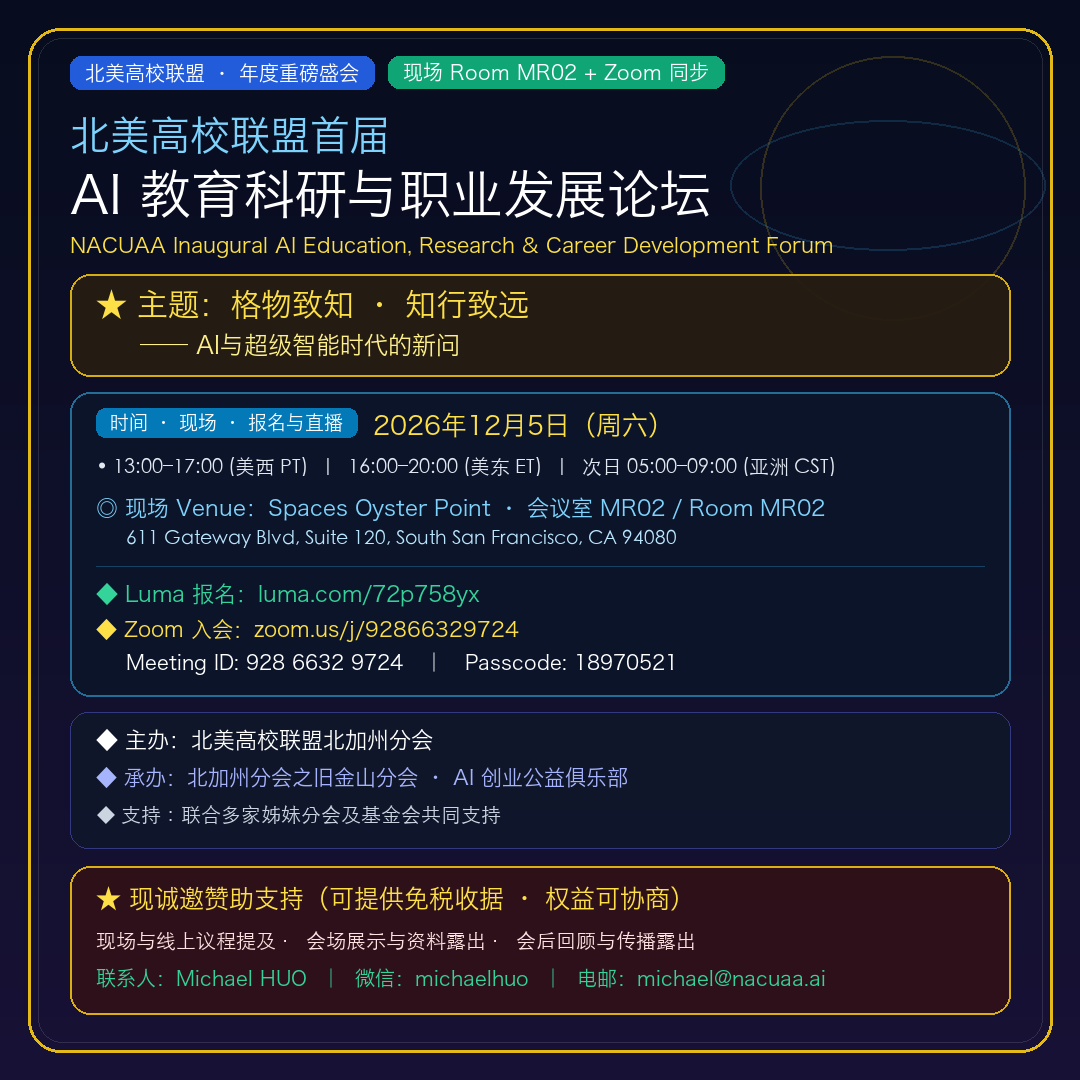 北美高校联盟 · 年度重磅盛会
现场 Room MR02 + Zoom 同步
北美高校联盟首届
AI 教育科研与职业发展论坛
NACUAA Inaugural AI Education, Research & Career Development Forum
★ 主题：格物致知 · 知行致远
—— AI与超级智能时代的新问
时间 · 现场 · 报名与直播 2026年12月5日（周六）
• 13:00–17:00 (美西 PT) | 16:00–20:00 (美东 ET) | 次日 05:00–09:00 (亚洲 CST)
◎ 现场 Venue：Spaces Oyster Point · 会议室 MR02 / Room MR02
611 Gateway Blvd, Suite 120, South San Francisco, CA 94080
◆ Luma 报名：luma.com/72p758yx
◆ Zoom 入会：zoom.us/j/92866329724
Meeting ID: 928 6632 9724 | Passcode: 18970521
◆ 主办：北美高校联盟北加州分会
◆ 承办：北加州分会之旧金山分会 · AI 创业公益俱乐部
◆ 支持：联合多家姊妹分会及基金会共同支持
★ 现诚邀赞助支持（可提供免税收据 · 权益可协商）
现场与线上议程提及 · 会场展示与资料露出 · 会后回顾与传播露出
联系人：Michael HUO | 微信：michaelhuo | 电邮：michael@nacuaa.ai